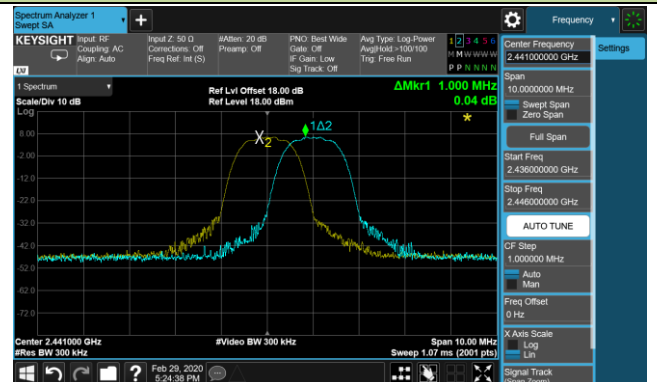 Spectrum Analyzer 1
Swept SA
+
Frequency
KEYSIGHT
Input: RF
Coupling: AC
Align: Auto
Input Z: 50 Ω
Corrections: Off
Freq Ref: Int (S)
#Atten: 20 dB
Preamp: Off
PNO: Best Wide
Gate: Off
IF Gain: Low
Sig Track: Off
Avg Type: Log-Power
Avg|Hold:>100/100
Trig: Free Run
1 2 3 4 5 6
M M W W W W
P P N N N N
LXI
1 Spectrum
Scale/Div 10 dB
Log
Ref Lvl Offset 18.00 dB
Ref Level 18.00 dBm
ΔMkr1 1.000 MHz
0.04 dB
*
8.00
-2.00
-12.0
-22.0
-32.0
-42.0
-52.0
-62.0
-72.0
X2
1Δ2
Center 2.441000 GHz
#Res BW 300 kHz
#Video BW 300 kHz
Span 10.00 MHz
Sweep 1.07 ms (2001 pts)
Feb 29, 2020
5:24:38 PM
?
Center Frequency
2.441000000 GHz
Settings
Span
10.0000000 MHz
Swept Span
Zero Span
Full Span
Start Freq
2.436000000 GHz
Stop Freq
2.446000000 GHz
AUTO TUNE
CF Step
1.000000 MHz
Auto
Man
Freq Offset
0 Hz
X Axis Scale
Log
Lin
Signal Track
(Span Zoom)